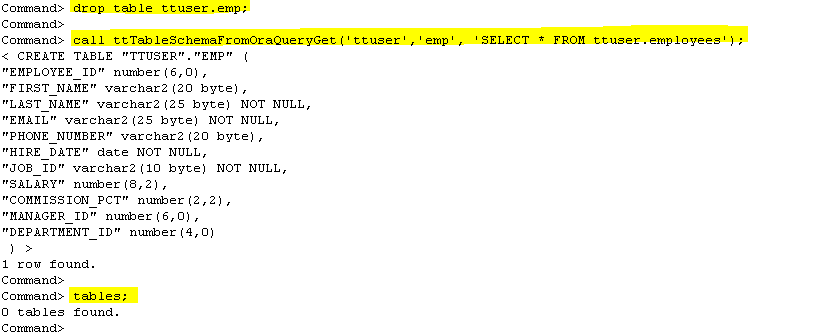 Command> drop table ttuser.emp;
Command>
Command> call ttTableSchemaFromOraQueryGet('ttuser','emp', 'SELECT * FROM ttuser.employees');
< CREATE TABLE "TTUSER"."EMP" (
"EMPLOYEE_ID" number(6,0),
"FIRST_NAME" varchar2(20 byte),
"LAST_NAME" varchar2(25 byte) NOT NULL,
"EMAIL" varchar2(25 byte) NOT NULL,
"PHONE_NUMBER" varchar2(20 byte),
"HIRE_DATE" date NOT NULL,
"JOB_ID" varchar2(10 byte) NOT NULL,
"SALARY" number(8,2),
"COMMISSION_PCT" number(2,2),
"MANAGER_ID" number(6,0),
"DEPARTMENT_ID" number(4,0)
 ) >
1 row found.
Command>
Command> tables;
0 tables found.
Command>